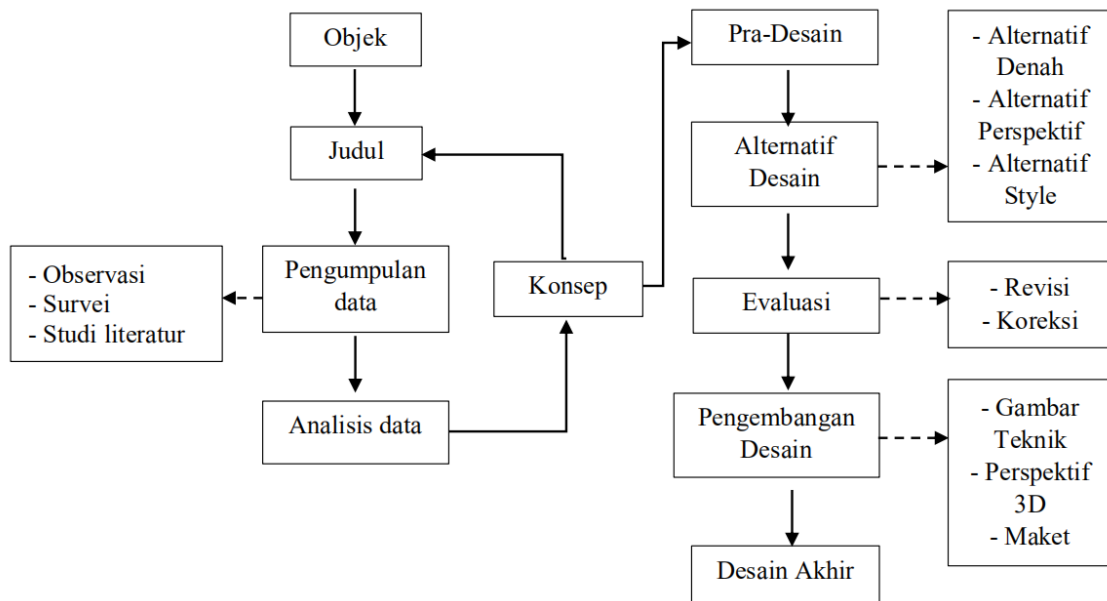 Objek
Judul
Pengumpulan
data
- Observasi
- Survei
- Studi literatur
Analisis data
Konsep
Pra-Desain
Alternatif
Desain
- Alternatif
Denah
- Alternatif
Perspektif
- Alternatif
Style
Evaluasi
- Revisi
- Koreksi
Pengembangan
Desain
- Gambar
Teknik
- Perspektif
3D
- Maket
Desain Akhir